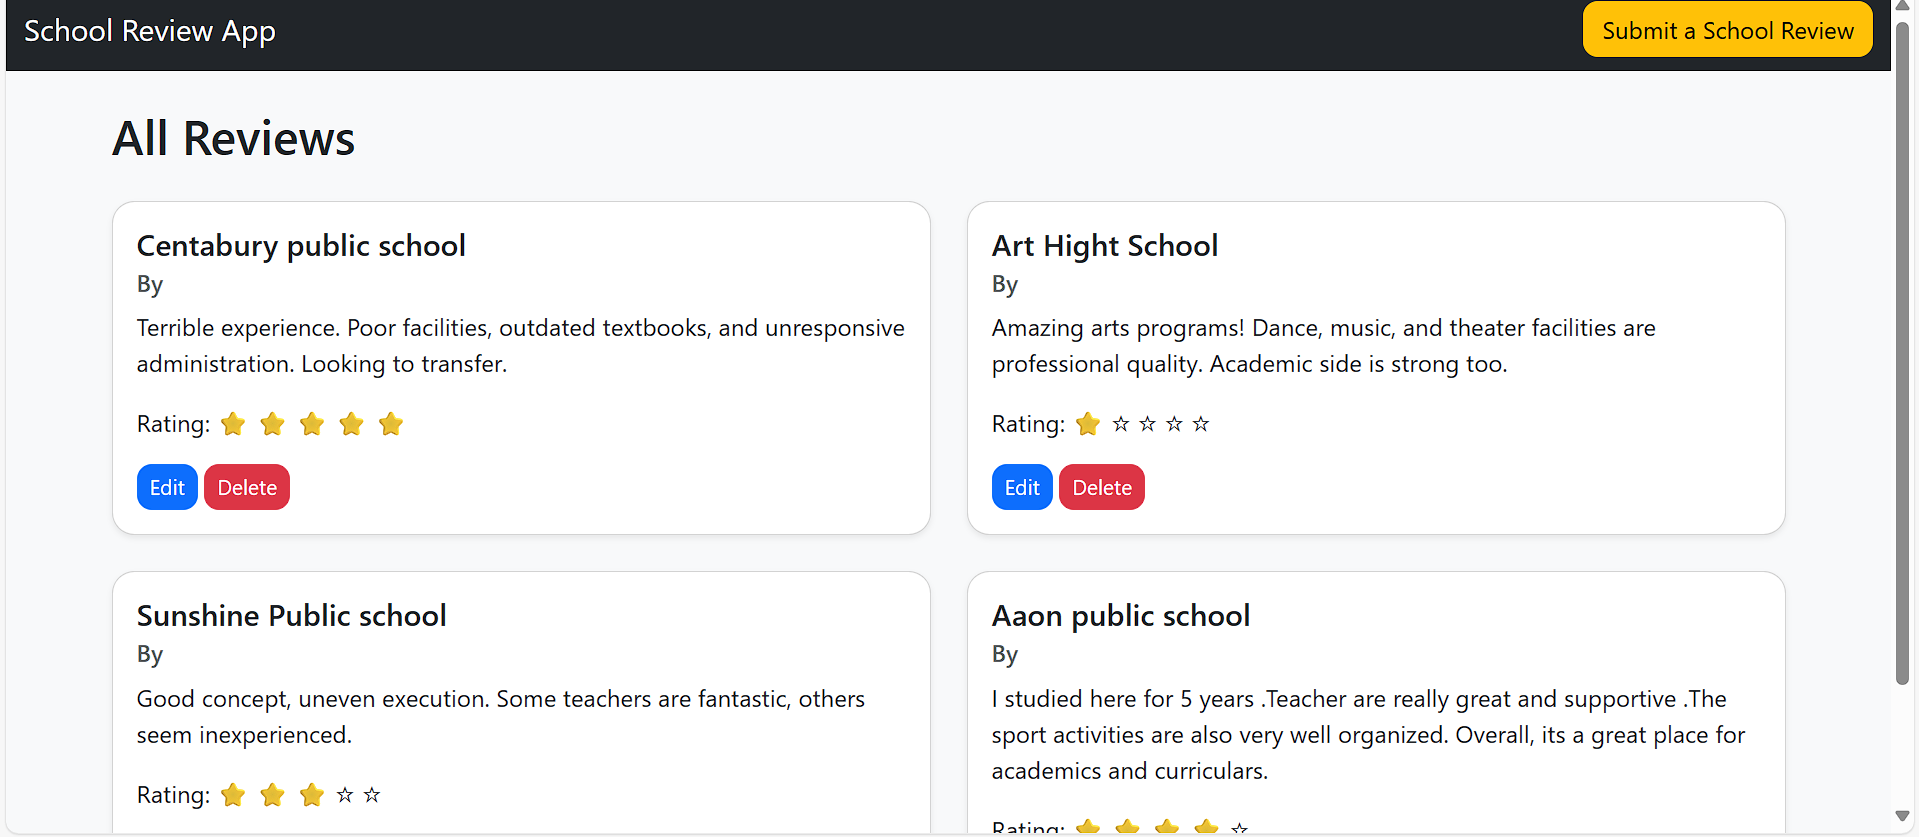 School Review App
Submit a School Review
All Reviews
Centabury public school
By
Terrible experience. Poor facilities, outdated textbooks, and unresponsive
administration. Looking to transfer.
Rating: ⭐ ⭐ ⭐ ⭐ ⭐
Edit Delete
Art Hight School
By
Amazing arts programs! Dance, music, and theater facilities are
professional quality. Academic side is strong too.
Rating: ⭐ ☆ ☆ ☆ ☆
Edit Delete
Sunshine Public school
By
Good concept, uneven execution. Some teachers are fantastic, others
seem inexperienced.
Rating: ⭐ ⭐ ⭐ ☆ ☆
Aaon public school
By
I studied here for 5 years .Teacher are really great and supportive .The
sport activities are also very well organized. Overall, its a great place for
academics and curriculars.
Rating: ⭐ ⭐ ⭐ ⭐ ☆